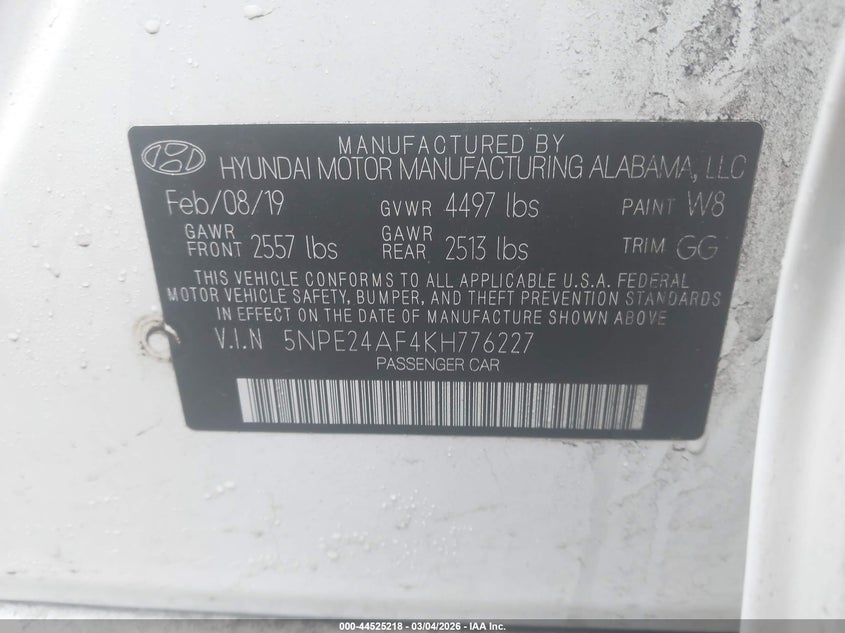 MANUFACTURED BY
HYUNDAI MOTOR MANUFACTURING ALABAMA, LLC
Feb/08/19 GVWR 4497 lbs PAINT W8
GAWR FRONT 2557 lbs GAWR REAR 2513 lbs TRIM GG
THIS VEHICLE CONFORMS TO ALL APPLICABLE U.S.A. FEDERAL
MOTOR VEHICLE SAFETY, BUMPER, AND THEFT PREVENTION STANDARDS
IN EFFECT ON THE DATE OF MANUFACTURE SHOWN ABOVE.
V.I.N 5NPE24AF4KH776227
PASSENGER CAR
000-44525218 - 03/04/2026 - IAA Inc.